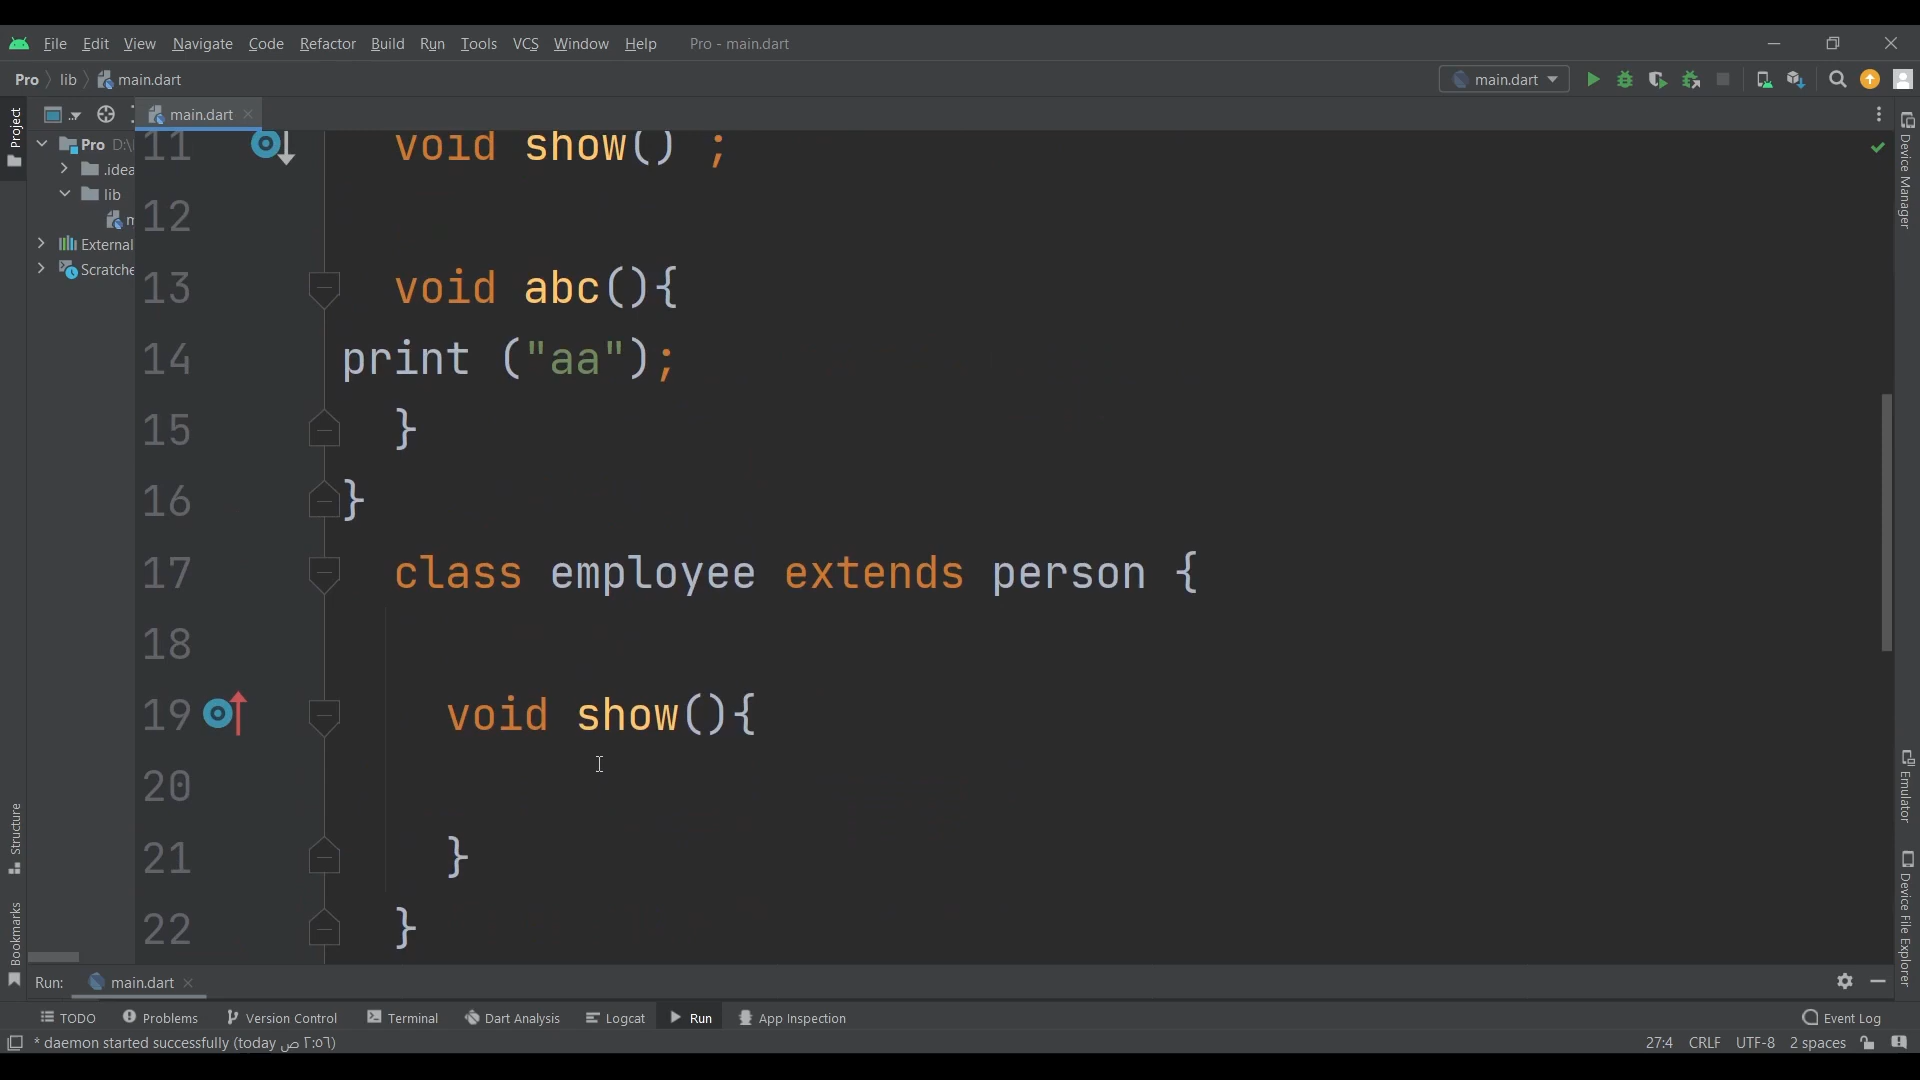 File Edit View Navigate Code Refactor Build Run Tools VCS Window Help Pro - main.dart
Pro lib main.dart main.dart
Project
main.dart
Pro D:\
.idea
lib
External
Scratche
11 void show() ;
12
13 void abc(){
14 print ("aa");
15 }
16 }
17 class employee extends person {
18
19 void show(){
20
21 }
22 }
Structure
Bookmarks
Device Manager
Emulator
Device File Explorer
Run: main.dart
TODO Problems Version Control Terminal Dart Analysis Logcat Run App Inspection Event Log
* daemon started successfully (today ٢:٥٦ ص) 27:4 CRLF UTF-8 2 spaces